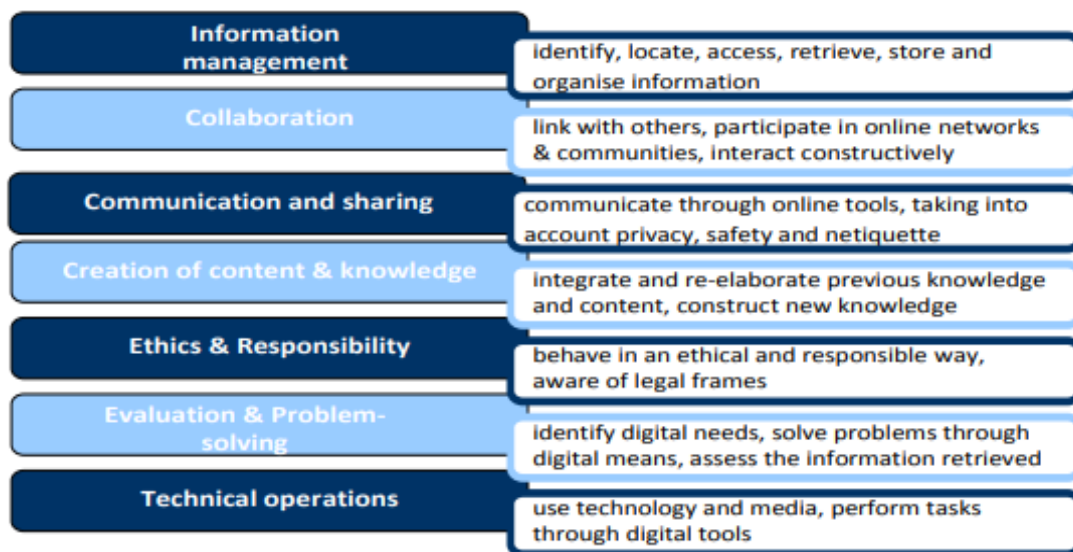 Information
management
identify, locate, access, retrieve, store and
organise information
Collaboration
link with others, participate in online networks
& communities, interact constructively
Communication and sharing
communicate through online tools, taking into
account privacy, safety and netiquette
Creation of content & knowledge
integrate and re-elaborate previous knowledge
and content, construct new knowledge
Ethics & Responsibility
behave in an ethical and responsible way,
aware of legal frames
Evaluation & Problem-
solving
identify digital needs, solve problems through
digital means, assess the information retrieved
Technical operations
use technology and media, perform tasks
through digital tools